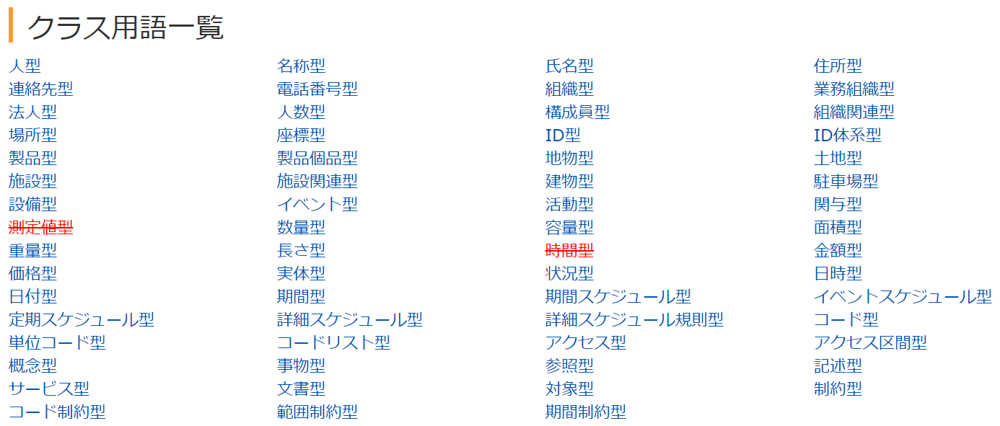 クラス用語一覧
人型 名称型 氏名型 住所型
連絡先型 電話番号型 組織型 業務組織型
法人型 人数型 構成員型 組織関連型
場所型 座標型 ID型 ID体系型
製品型 製品個品型 地物型 土地型
施設型 施設関連型 建物型 駐車場型
設備型 イベント型 活動型 関与型
測定値型 数量型 容量型 面積型
重量型 長さ型 時間型 金額型
価格型 実体型 状況型 日時型
日付型 期間型 期間スケジュール型 イベントスケジュール型
定期スケジュール型 詳細スケジュール型 詳細スケジュール規則型 コード型
単位コード型 コードリスト型 アクセス型 アクセス区間型
概念型 事物型 参照型 記述型
サービス型 文書型 対象型 制約型
コード制約型 範囲制約型 期間制約型